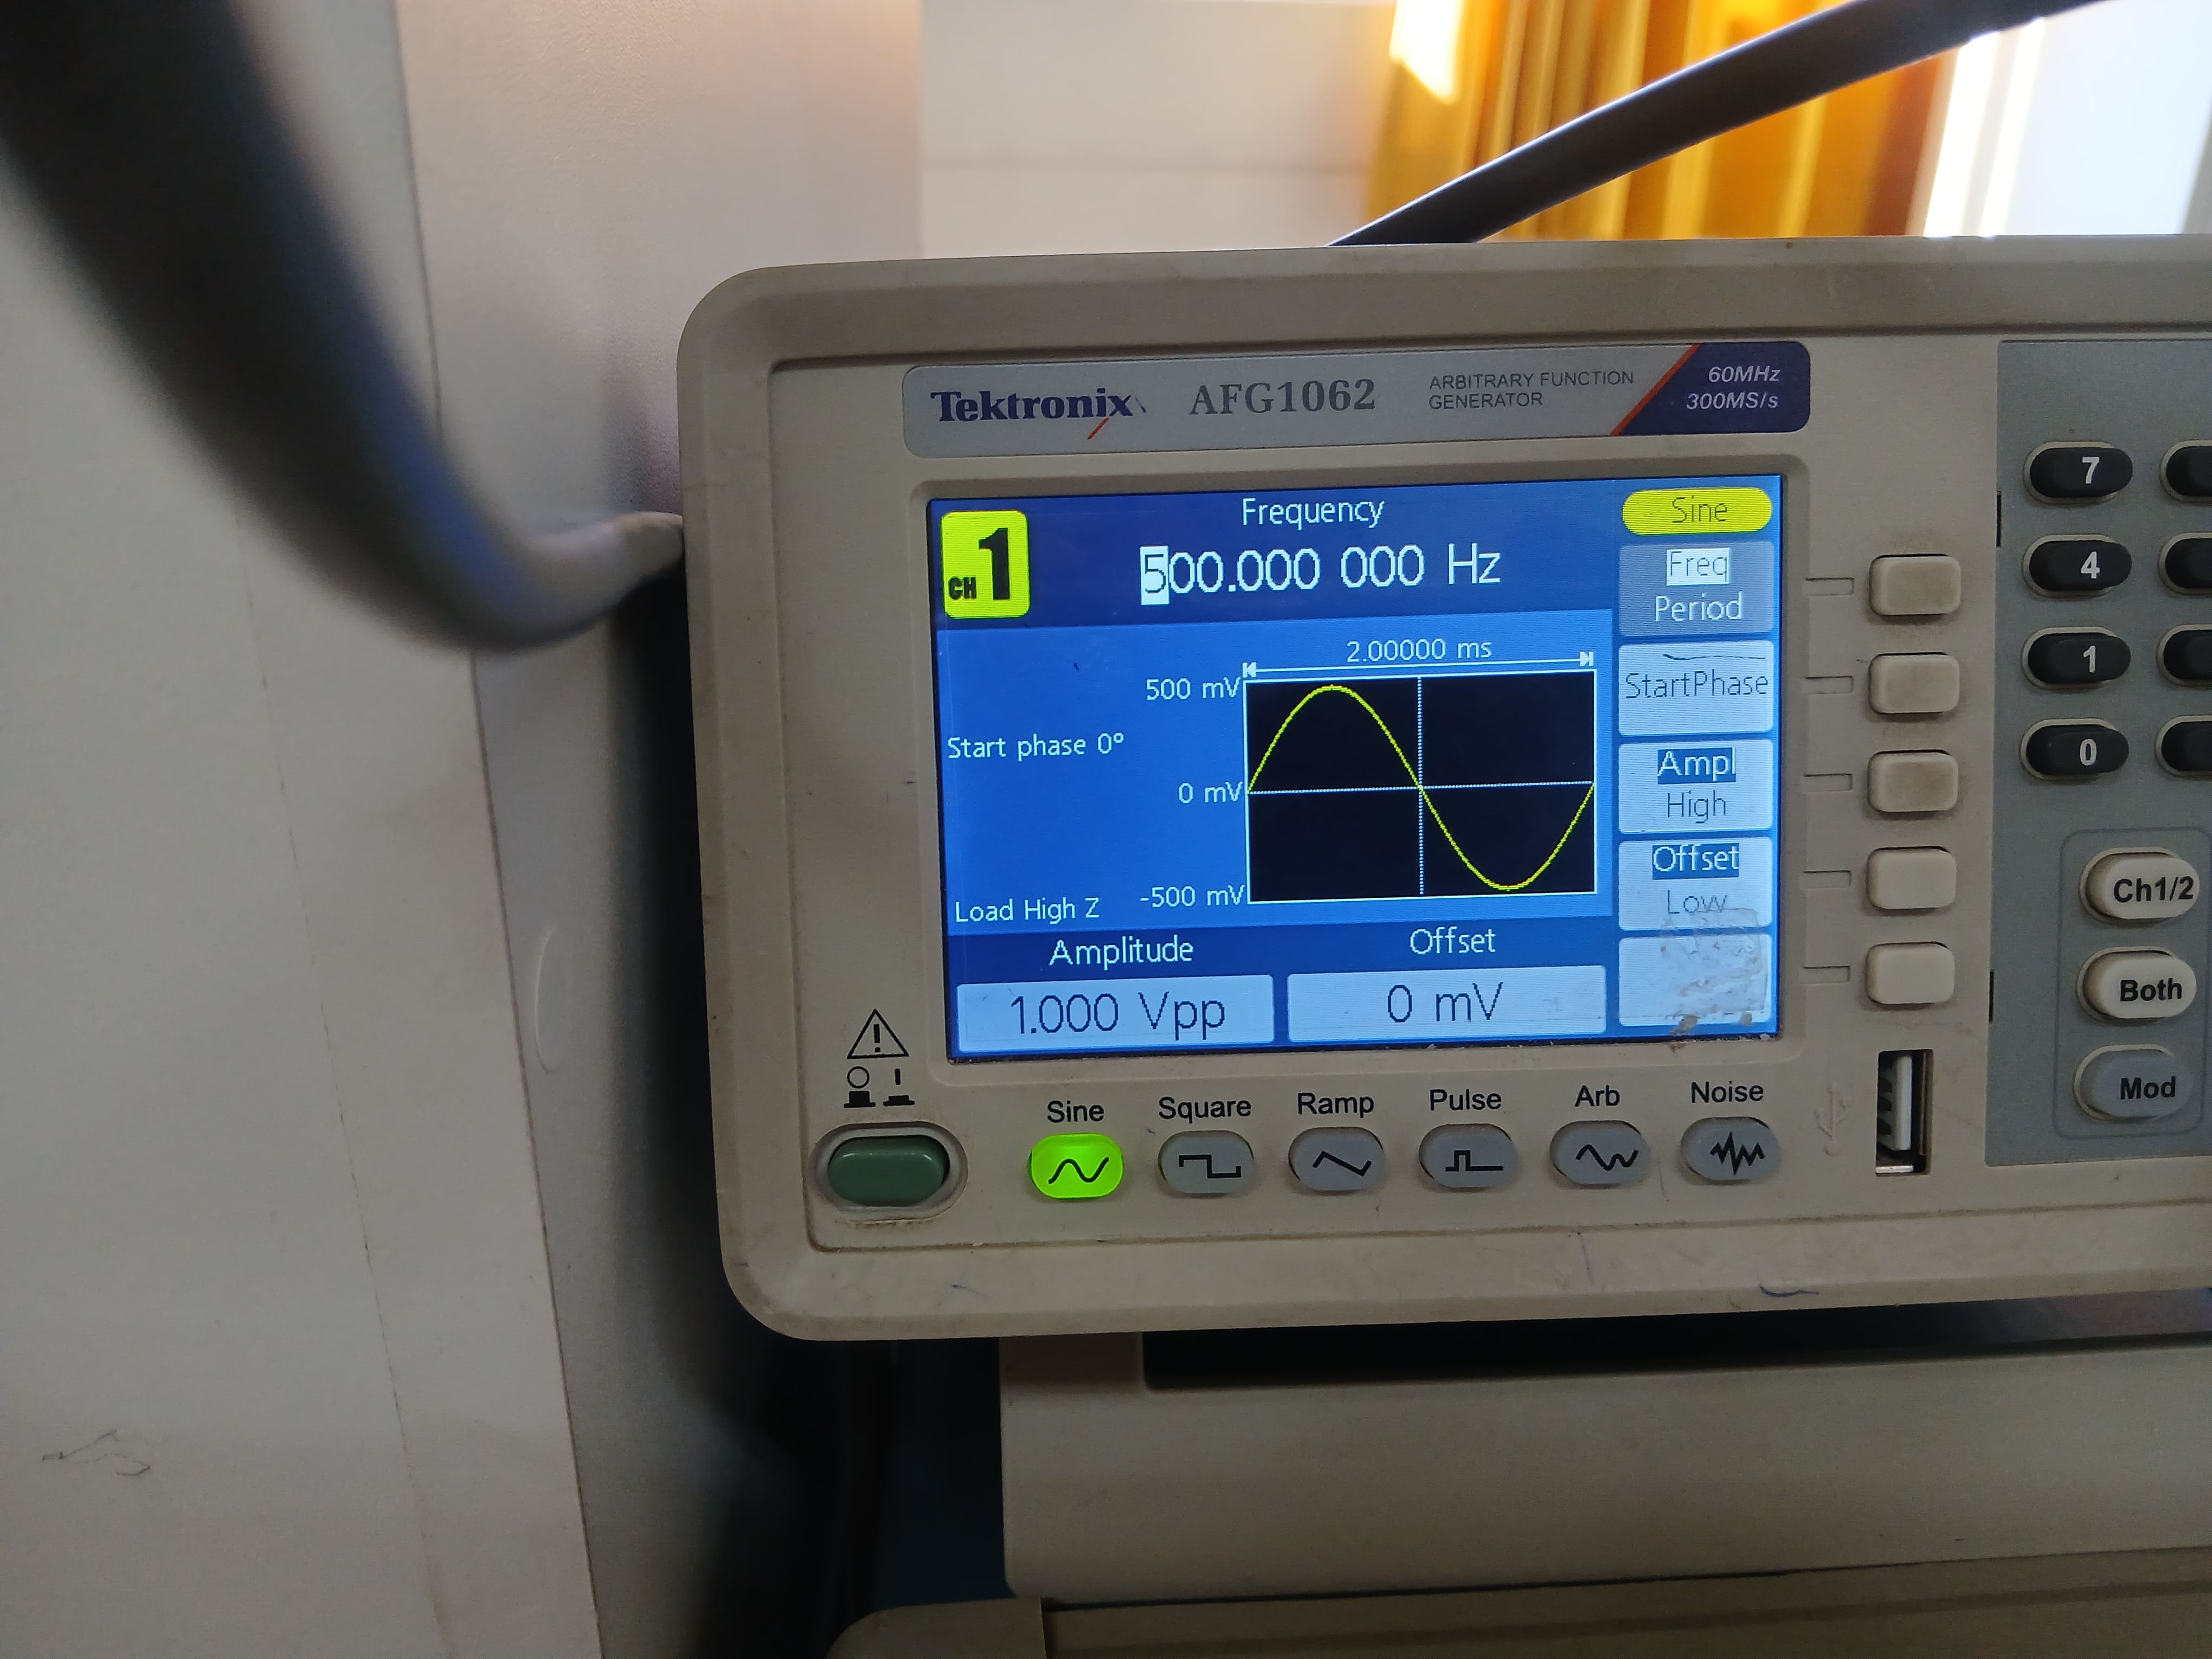 Tektronix AFG1062 ARBITRARY FUNCTION GENERATOR 60MHz 300MS/s
CH 1
Frequency
500.000 000 Hz
Sine
Freq
Period
StartPhase
Ampl
High
Offset
Low
2.00000 ms
500 mV
Start phase 0°
0 mV
Load High Z
-500 mV
Amplitude
Offset
1.000 Vpp
0 mV
Sine
Square
Ramp
Pulse
Arb
Noise
7
4
1
0
Ch1/2
Both
Mod